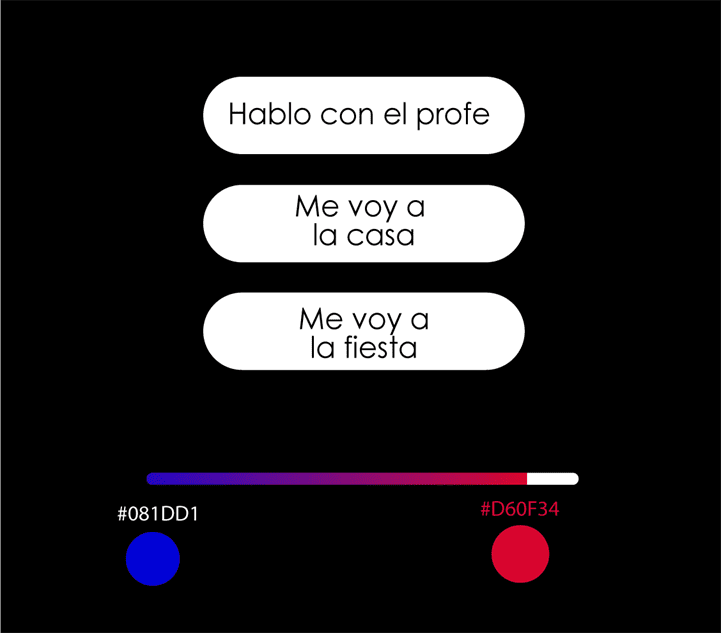 Hablo con el profe
Me voy a
la casa
Me voy a
la fiesta
#081DD1
#D60F34